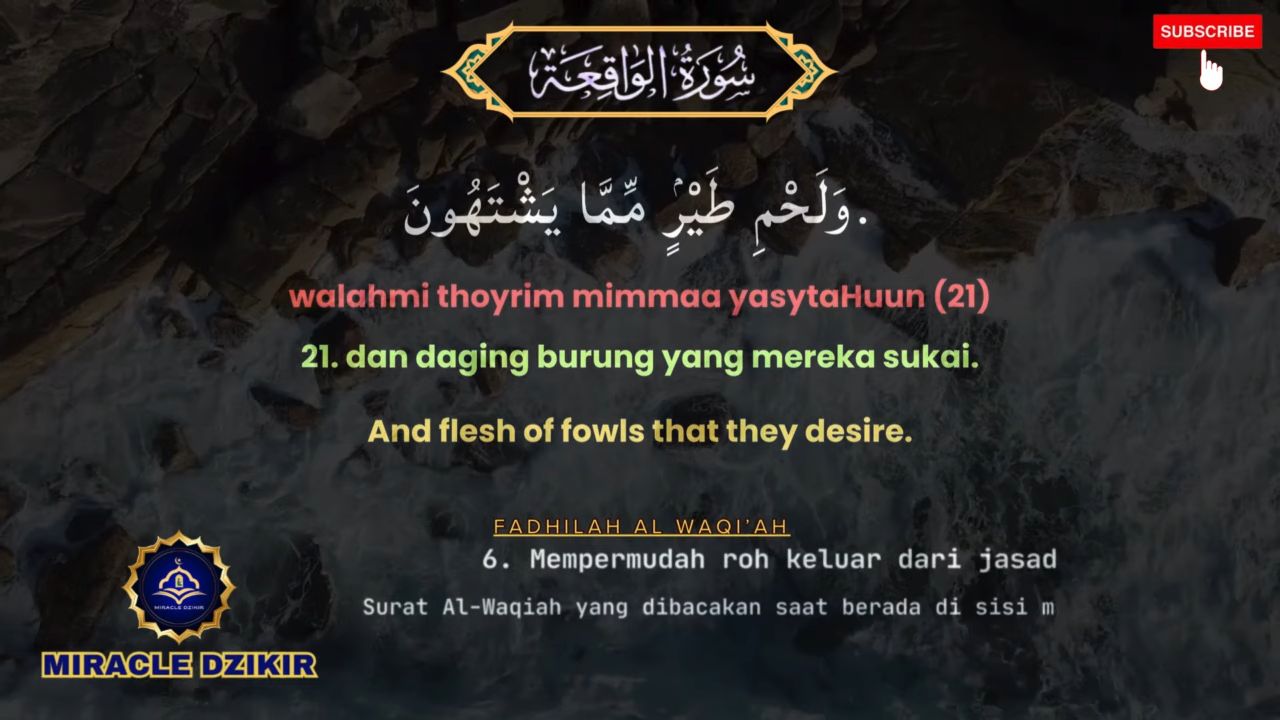 سُورَةُ الوَاقِعَة
SUBSCRIBE
.وَلَحْمِ طَيْرٍۢ مِّمَّا يَشْتَهُونَ
walahmi thoyrim mimmaa yasytaHuun (21)
21. dan daging burung yang mereka sukai.
And flesh of fowls that they desire.
FADHILAH AL WAQI'AH
6. Mempermudah roh keluar dari jasad
Surat Al-Waqiah yang dibacakan saat berada di sisi m
MIRACLE DZIKIR
MIRACLE DZIKIR